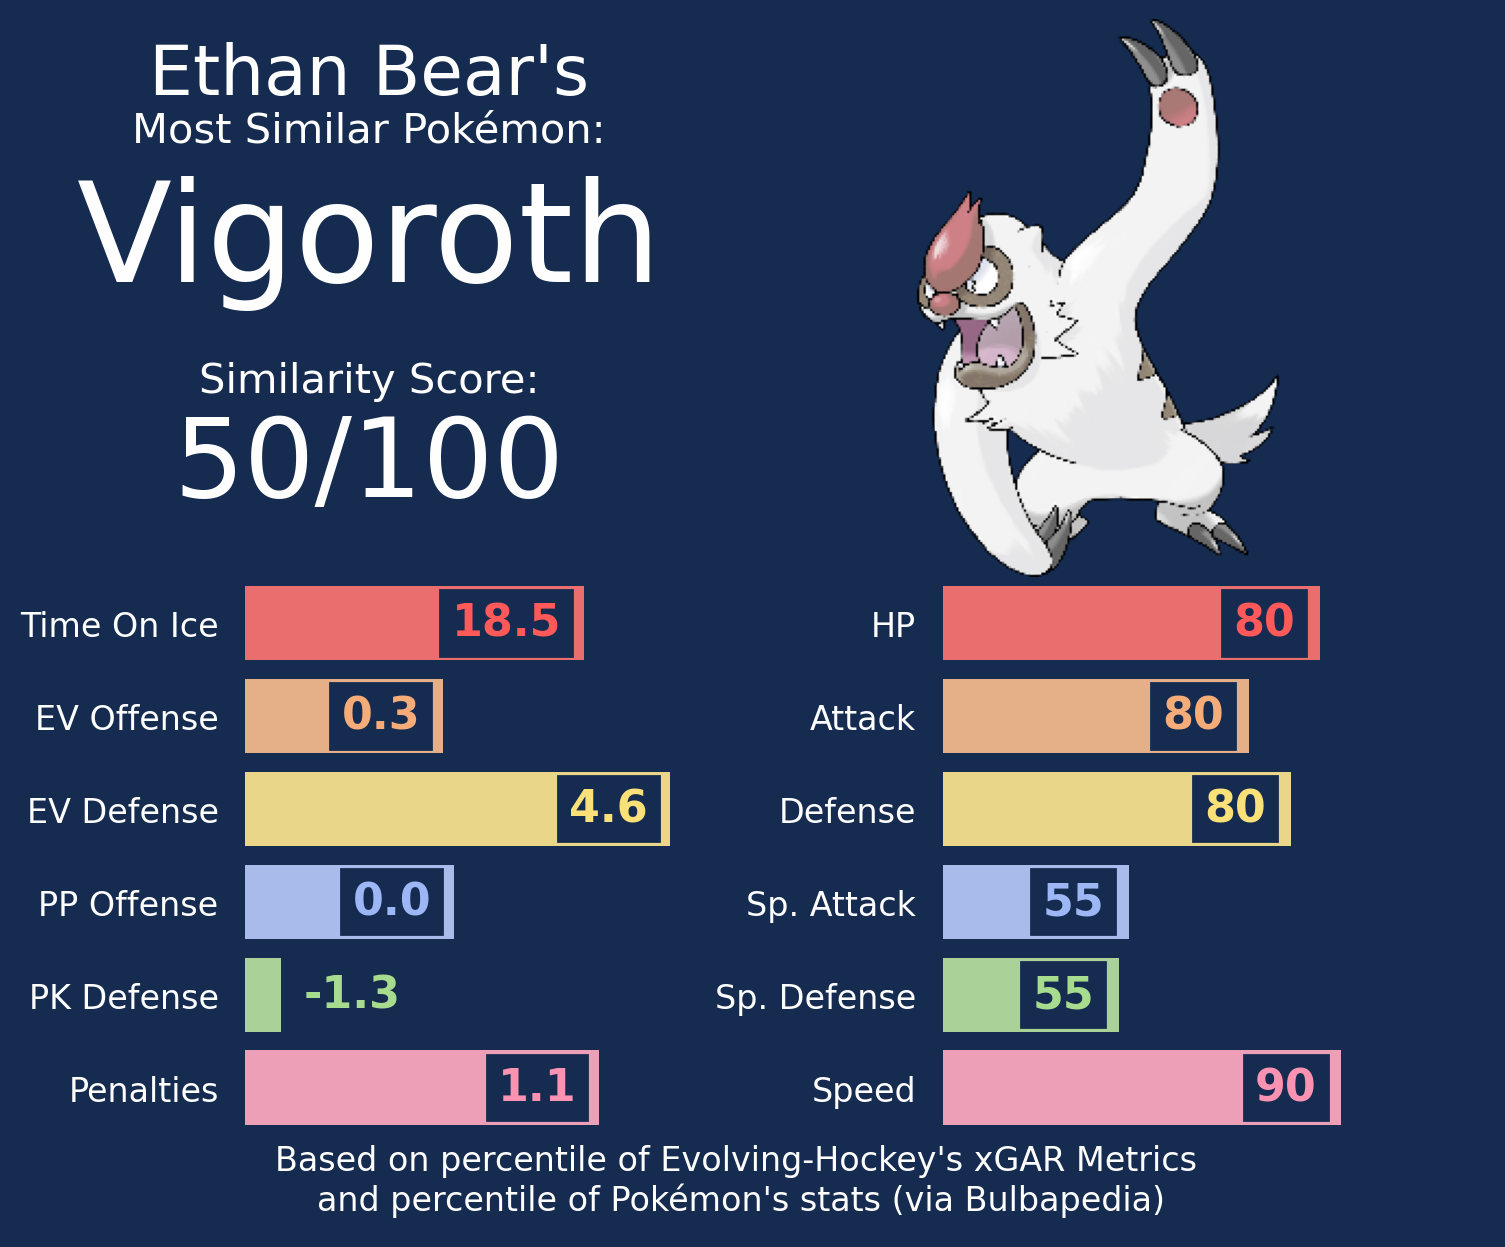 Ethan Bear's
Most Similar Pokémon:
Vigoroth
Similarity Score:
50/100
Time On Ice 18.5
EV Offense 0.3
EV Defense 4.6
PP Offense 0.0
PK Defense -1.3
Penalties 1.1
HP 80
Attack 80
Defense 80
Sp. Attack 55
Sp. Defense 55
Speed 90
Based on percentile of Evolving-Hockey's xGAR Metrics
and percentile of Pokémon's stats (via Bulbapedia)